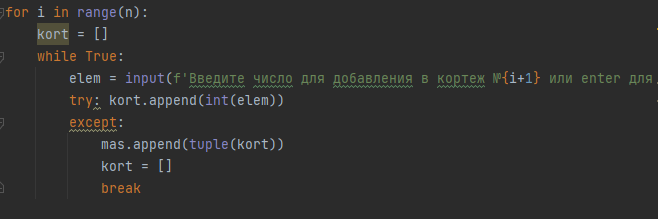 for i in range(n):
    kort = []
    while True:
        elem = input(f'Введите число для добавления в кортеж №{i+1} или enter для
        try: kort.append(int(elem))
        except:
            mas.append(tuple(kort))
            kort = []
            break